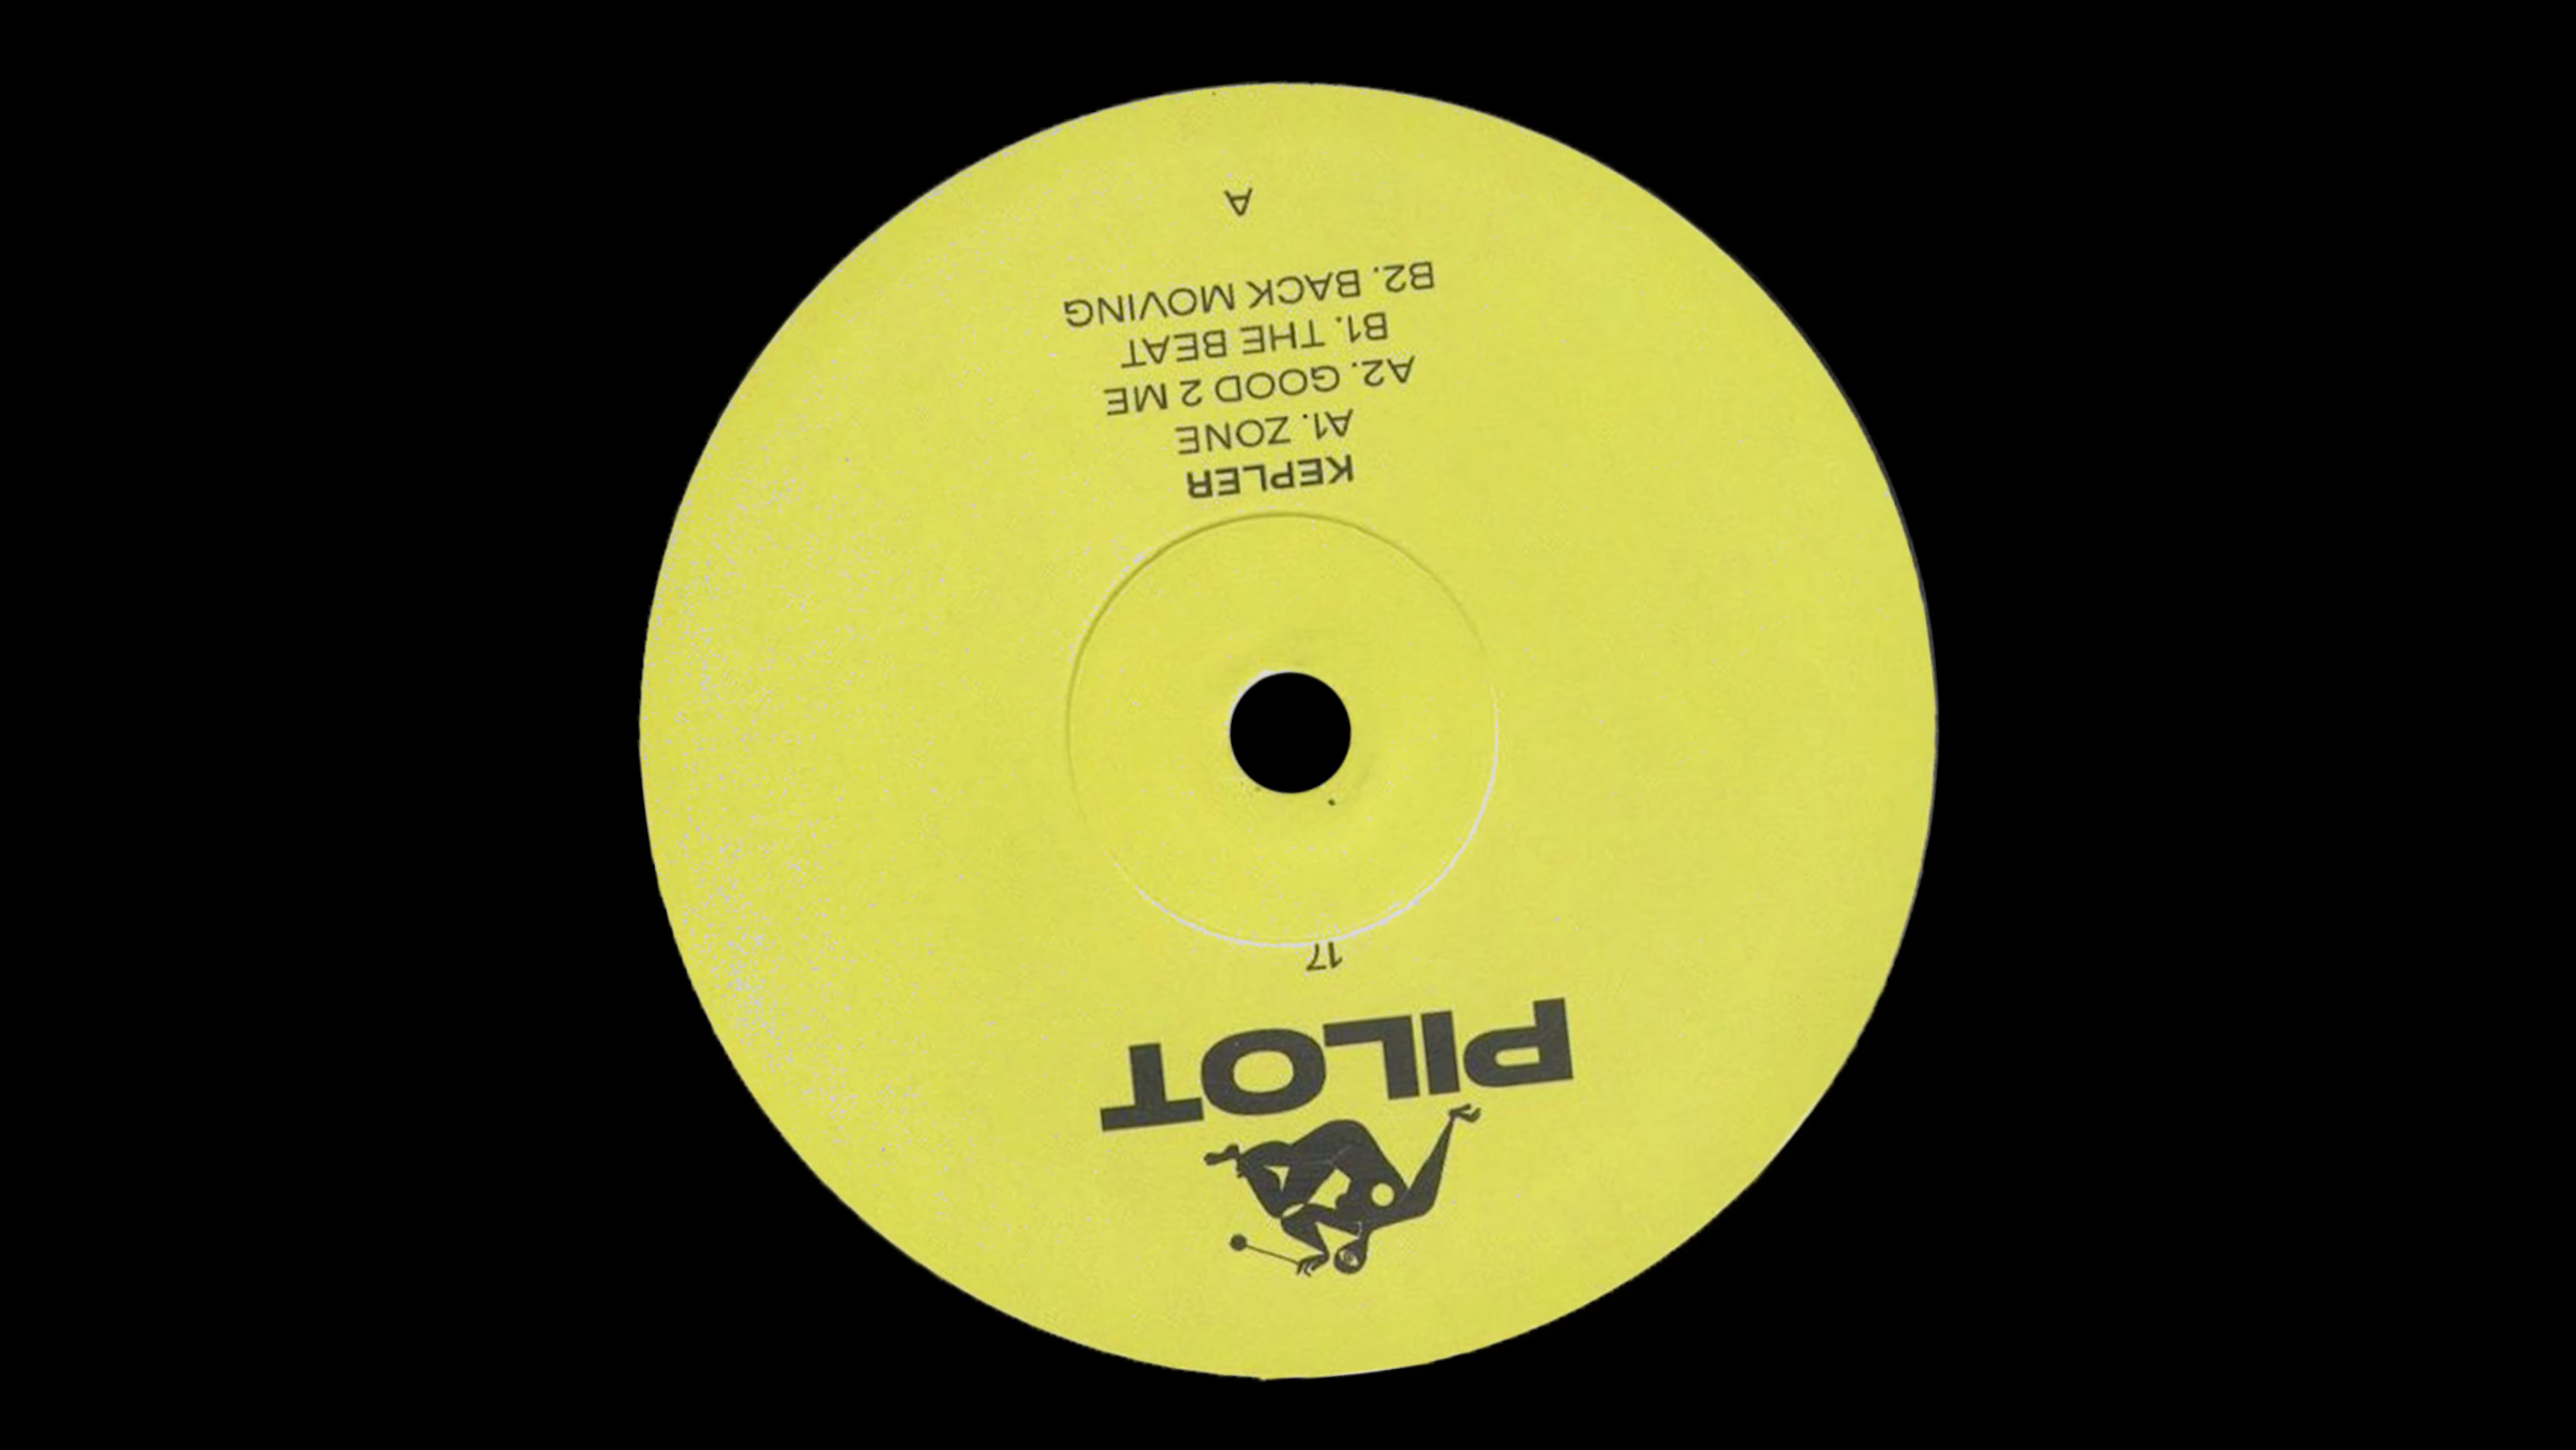 PILOT
17
KEPLER
A1. ZONE
A2. GOOD 2 ME
B1. THE BEAT
B2. BACK MOVING
A